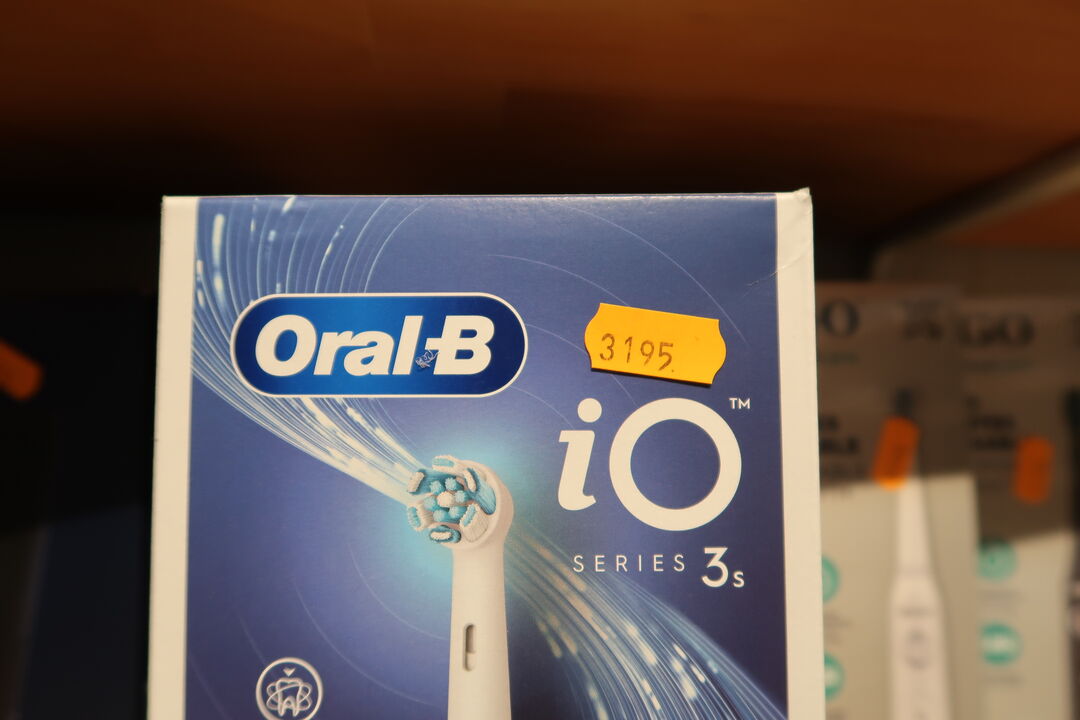 Oral-B
3195.
iO™
SERIES 3s